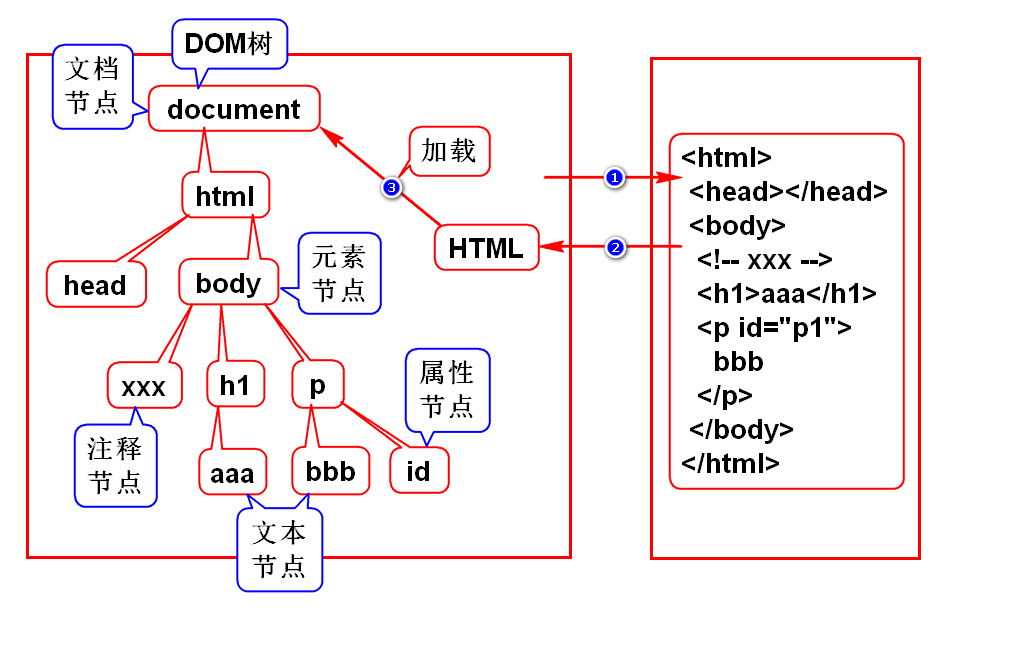 DOM树
文档
节点
document
加载
3
1
html
HTML
2
head
body
元素
节点
xxx
h1
p
属性
节点
注释
节点
aaa
bbb
id
文本
节点
<html>
<head></head>
<body>
<!-- xxx -->
<h1>aaa</h1>
<p id="p1">
bbb
</p>
</body>
</html>